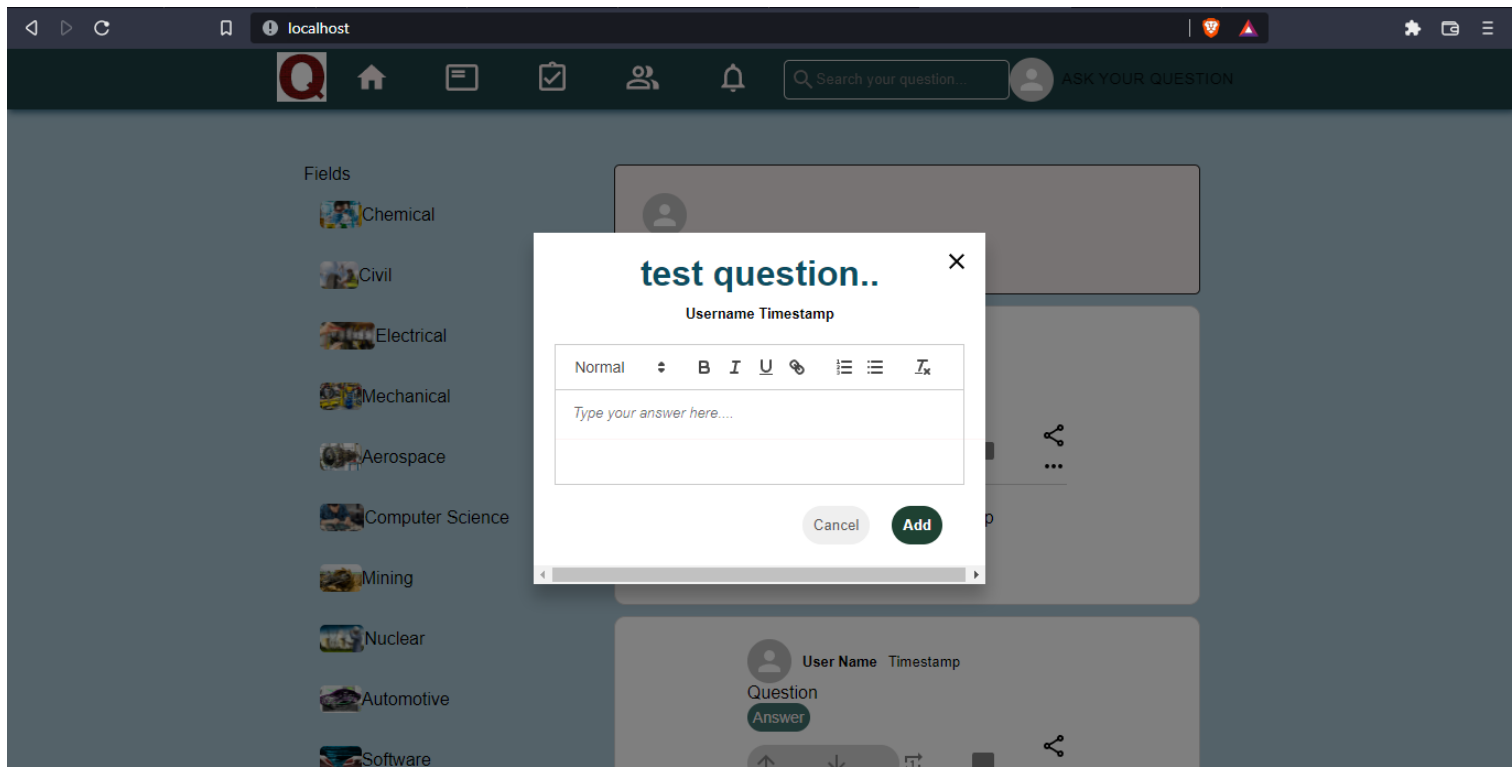 localhost
Q
Search your question...
ASK YOUR QUESTION
Fields
Chemical
Civil
Electrical
Mechanical
Aerospace
Computer Science
Mining
Nuclear
Automotive
Software
test question..
Username Timestamp
Normal
B I U
Type your answer here....
Cancel Add
p
User Name Timestamp
Question
Answer